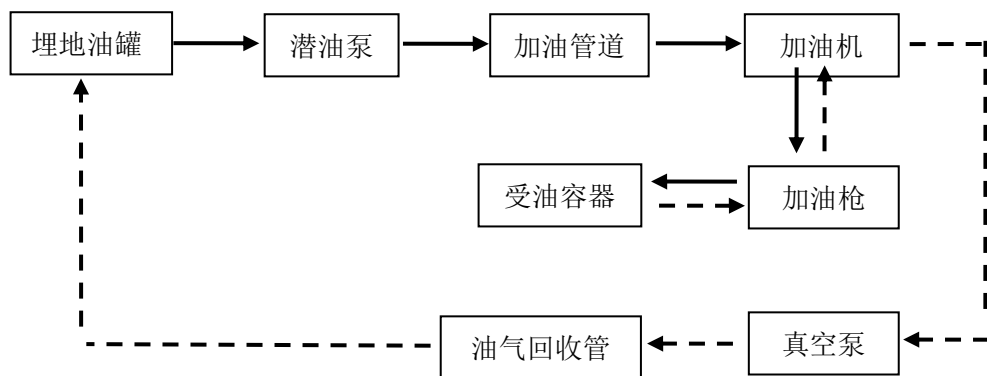 埋地油罐
潜油泵
加油管道
加油机
受油容器
加油枪
油气回收管
真空泵